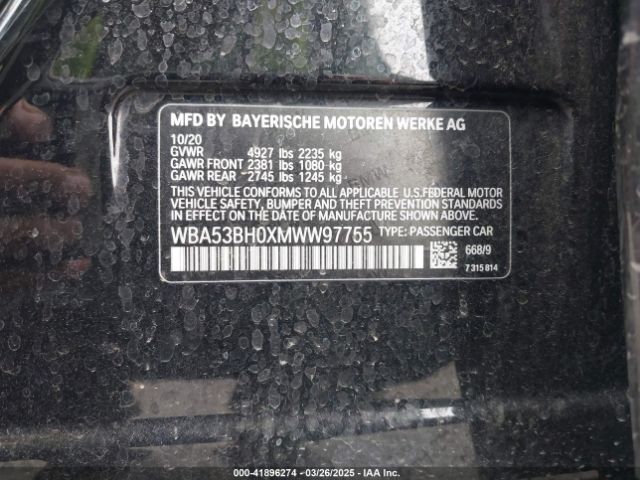 MFD BY BAYERISCHE MOTOREN WERKE AG
10/20
GVWR 4927 lbs 2235 kg
GAWR FRONT 2381 lbs 1080 kg
GAWR REAR 2745 lbs 1245 kg
THIS VEHICLE CONFORMS TO ALL APPLICABLE U.S.FEDERAL MOTOR
VEHICLE SAFETY, BUMPER, AND THEFT PREVENTION STANDARDS
IN EFFECT ON THE DATE OF MANUFACTURE SHOWN ABOVE.
WBA53BH0XMWW97755 TYPE: PASSENGER CAR
668/9
7 315 814
000-41896274 | 03/26/2025 | IAA Inc.